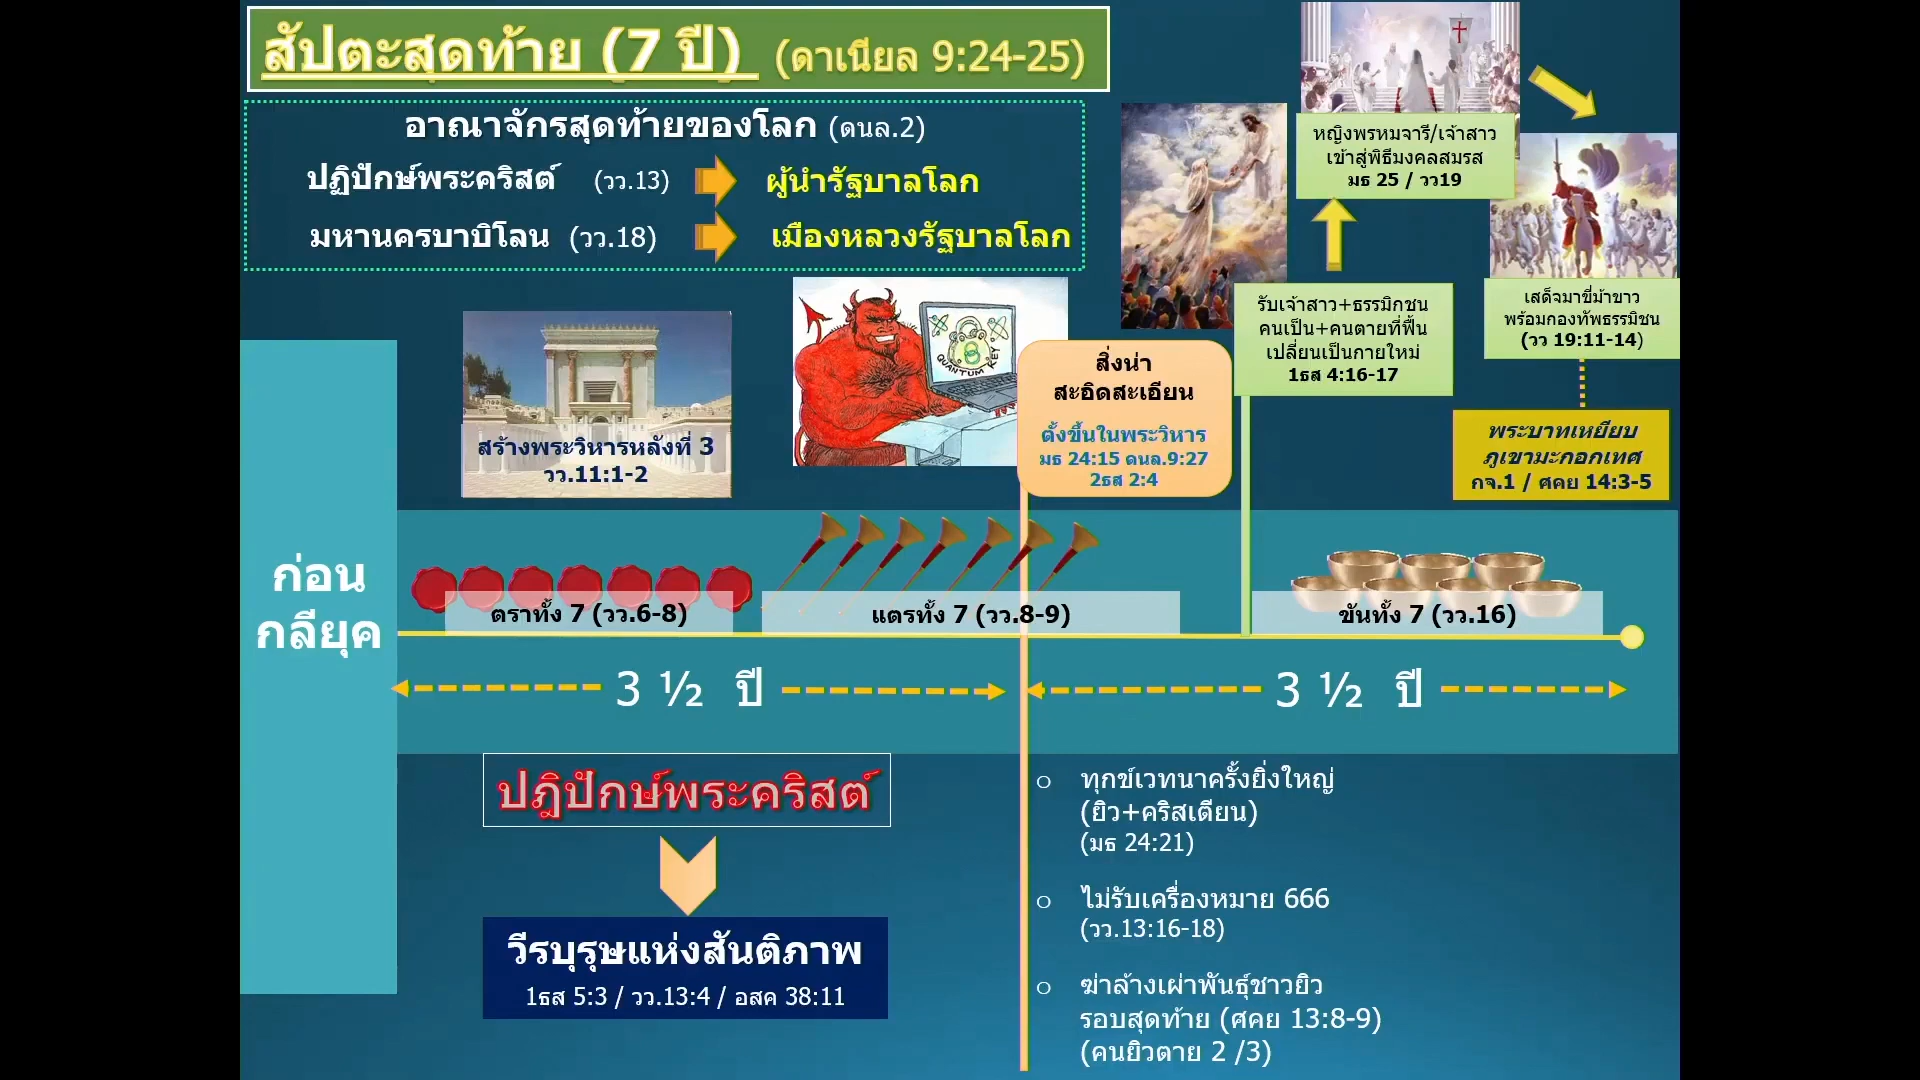 สัปตะสุดท้าย (7 ปี) (ดาเนียล 9:24-25)
อาณาจักรสุดท้ายของโลก (ดนล.2)
ปฏิปักษ์พระคริสต์ (วว.13) ผู้นำรัฐบาลโลก
มหานครบาบิโลน (วว.18) เมืองหลวงรัฐบาลโลก
หญิงพรหมจารี/เจ้าสาว
เข้าสู่พิธีมงคลสมรส
มธ 25 / วว19
เสด็จมาขี่ม้าขาว
พร้อมกองทัพธรรมิชน
(วว 19:11-14)
รับเจ้าสาว+ธรรมิกชน
คนเป็น+คนตายที่ฟื้น
เปลี่ยนเป็นกายใหม่
1ธส 4:16-17
พระบาทเหยียบ
ภูเขามะกอกเทศ
กจ.1 / ศคย 14:3-5
QUANTUM KEY
สิ่งน่า
สะอิดสะเอียน
ตั้งขึ้นในพระวิหาร
มธ 24:15 ดนล.9:27
2ธส 2:4
สร้างพระวิหารหลังที่ 3
วว.11:1-2
ก่อน
กลียุค
ตราทั้ง 7 (วว.6-8)
แตรทั้ง 7 (วว.8-9)
ขันทั้ง 7 (วว.16)
3 ½ ปี
3 ½ ปี
ปฎิปักษ์พระคริสต์
วีรบุรุษแห่งสันติภาพ
1ธส 5:3 / วว.13:4 / อสค 38:11
o ทุกข์เวทนาครั้งยิ่งใหญ่
(ยิว+คริสเตียน)
(มธ 24:21)
o ไม่รับเครื่องหมาย 666
(วว.13:16-18)
o ฆ่าล้างเผ่าพันธุ์ชาวยิว
รอบสุดท้าย (ศคย 13:8-9)
(คนยิวตาย 2 /3)